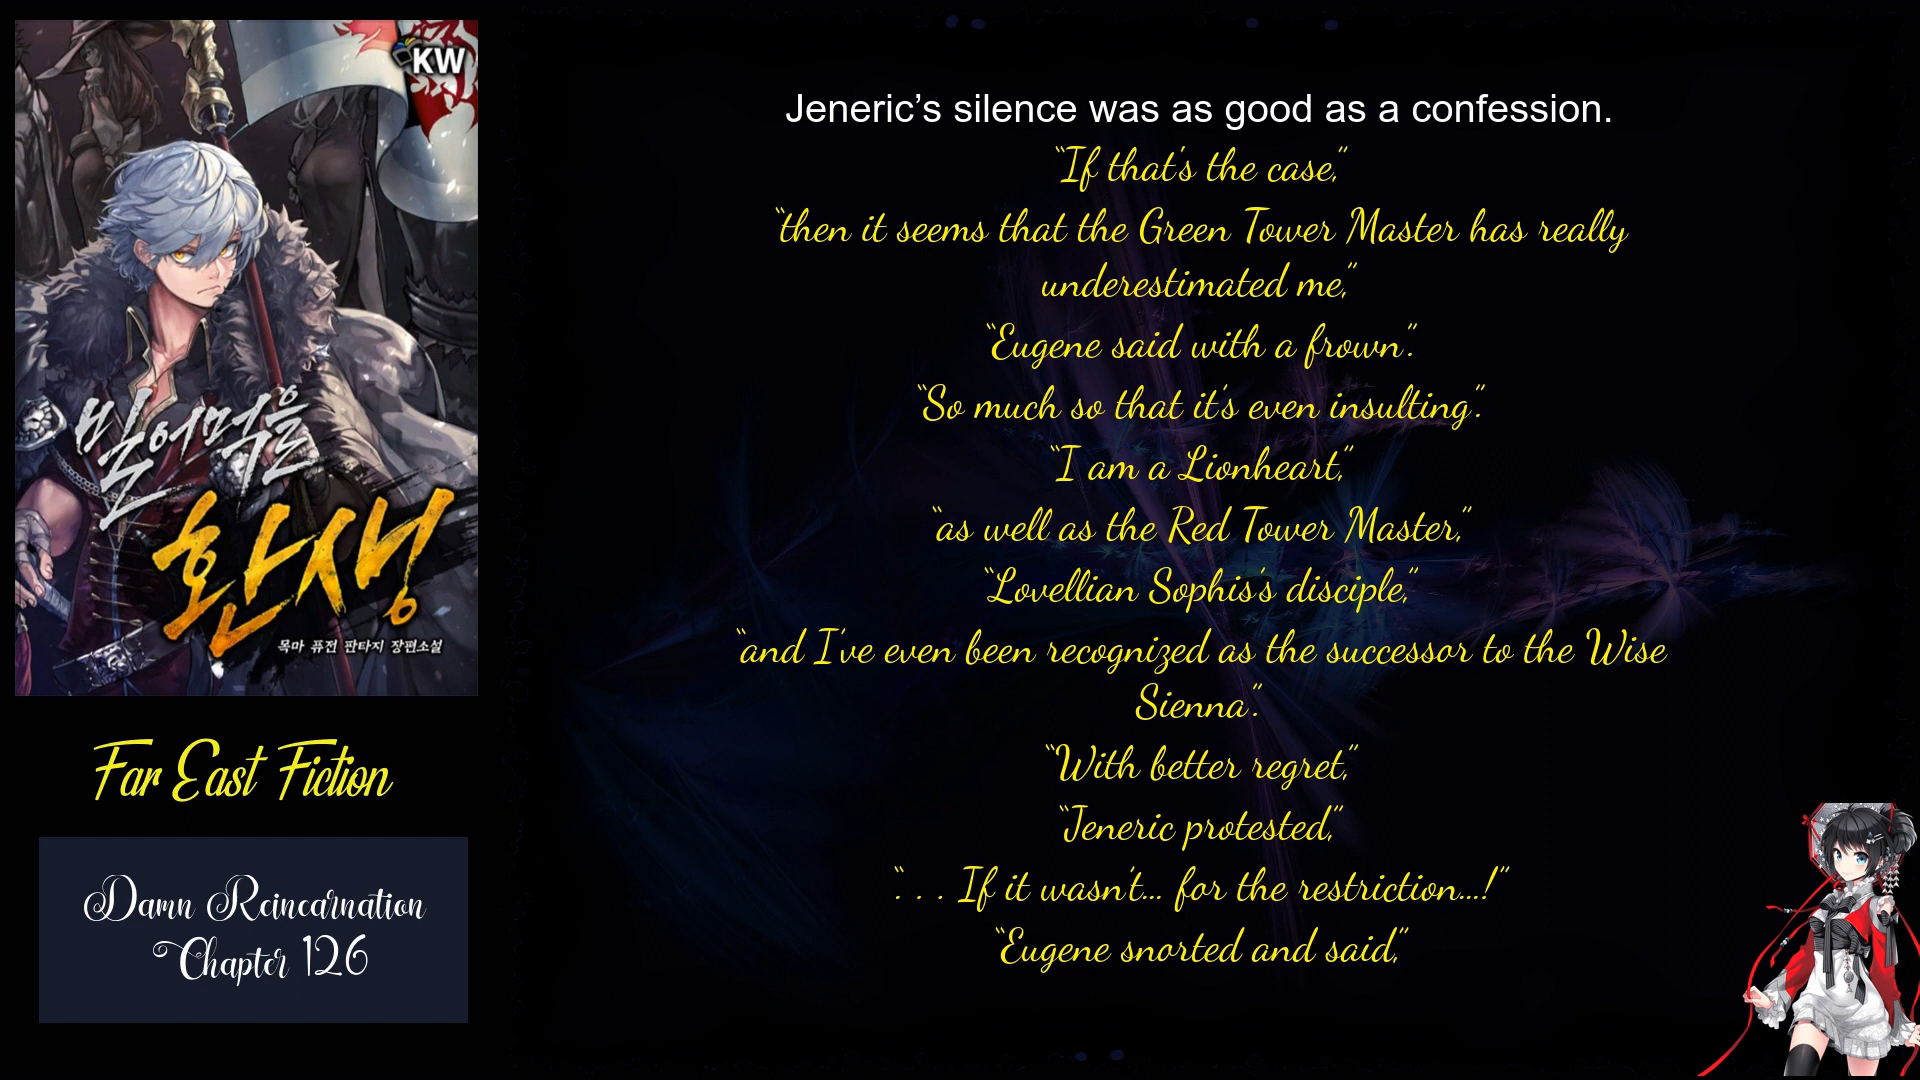 KW
빌어먹을
환생
목마 퓨전 판타지 장편소설
Far East Fiction
Damn Reincarnation
Chapter 126
Jeneric’s silence was as good as a confession.
“If that’s the case,”
“then it seems that the Green Tower Master has really
underestimated me,”
“Eugene said with a frown”.
“So much so that it’s even insulting”.
“I am a Lionheart,”
“as well as the Red Tower Master,”
“Lovellian Sophis’s disciple,”
“and I’ve even been recognized as the successor to the Wise
Sienna”.
“With better regret,”
“Jeneric protested,”
“. . . If it wasn’t… for the restriction…!”
“Eugene snorted and said,”